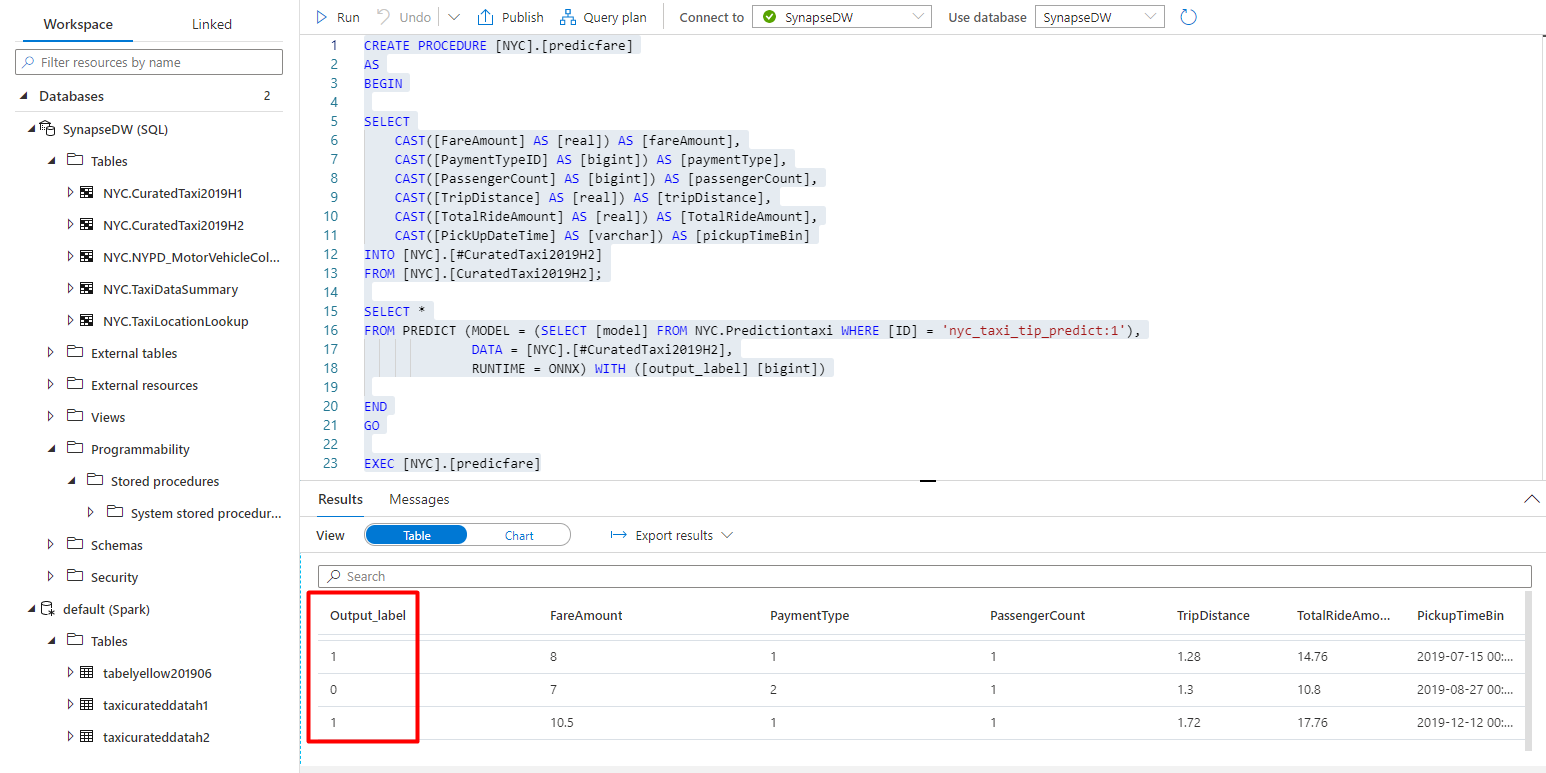 Workspace Linked
Filter resources by name
Databases 2
SynapseDW (SQL)
Tables
NYC.CuratedTaxi2019H1
NYC.CuratedTaxi2019H2
NYC.NYPD_MotorVehicleCol...
NYC.TaxiDataSummary
NYC.TaxiLocationLookup
External tables
External resources
Views
Programmability
Stored procedures
System stored procedur...
Schemas
Security
default (Spark)
Tables
tabelyellow201906
taxicurateddatah1
taxicurateddatah2
Run Undo Publish Query plan Connect to SynapseDW Use database SynapseDW
1 CREATE PROCEDURE [NYC].[predicfare]
2 AS
3 BEGIN
4
5 SELECT
6 CAST([FareAmount] AS [real]) AS [fareAmount],
7 CAST([PaymentTypeID] AS [bigint]) AS [paymentType],
8 CAST([PassengerCount] AS [bigint]) AS [passengerCount],
9 CAST([TripDistance] AS [real]) AS [tripDistance],
10 CAST([TotalRideAmount] AS [real]) AS [TotalRideAmount],
11 CAST([PickUpDateTime] AS [varchar]) AS [pickupTimeBin]
12 INTO [NYC].[#CuratedTaxi2019H2]
13 FROM [NYC].[CuratedTaxi2019H2];
14
15 SELECT *
16 FROM PREDICT (MODEL = (SELECT [model] FROM NYC.Predictiontaxi WHERE [ID] = 'nyc_taxi_tip_predict:1'),
17 DATA = [NYC].[#CuratedTaxi2019H2],
18 RUNTIME = ONNX) WITH ([output_label] [bigint])
19
20 END
21 GO
22
23 EXEC [NYC].[predicfare]
Results Messages
View Table Chart Export results
Search
Output_label FareAmount PaymentType PassengerCount TripDistance TotalRideAmo... PickupTimeBin
1 8 1 1 1.28 14.76 2019-07-15 00:...
0 7 2 1 1.3 10.8 2019-08-27 00:...
1 10.5 1 1 1.72 17.76 2019-12-12 00:...